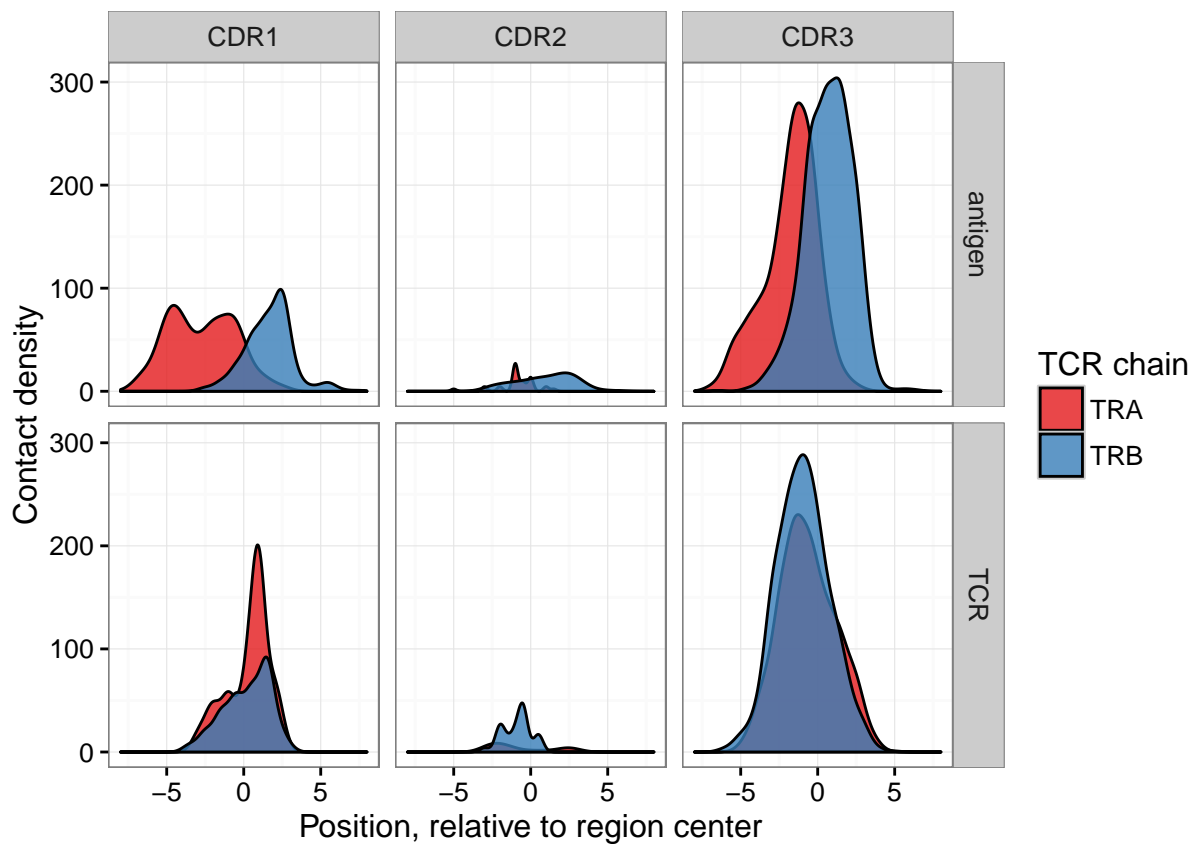 CDR1
CDR2
CDR3
300
200
100
0
antigen
300
200
100
0
TCR
Contact density
−5
0
5
−5
0
5
−5
0
5
Position, relative to region center
TCR chain
TRA
TRB